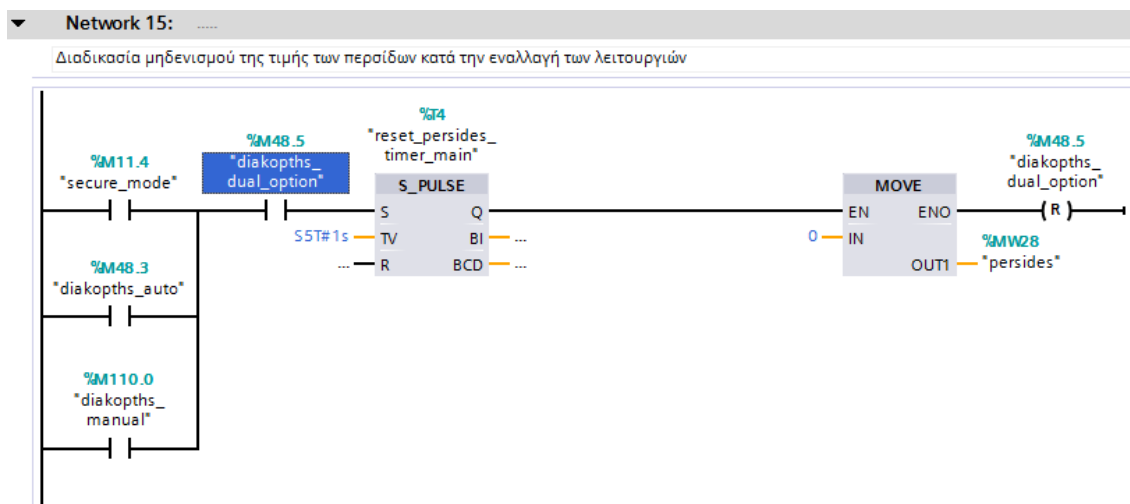 Network 15: .....
Διαδικασία μηδενισμού της τιμής των περσίδων κατά την εναλλαγή των λειτουργιών
%M11.4
"secure_mode"
%M48.5
"diakopths_
dual_option"
%T4
"reset_persides_
timer_main"
S_PULSE
S
Q
S5T#1s
TV
BI
...
...
R
BCD
...
MOVE
EN
ENO
0
IN
OUT1
%MW28
"persides"
%M48.5
"diakopths_
dual_option"
R
%M48.3
"diakopths_auto"
%M110.0
"diakopths_
manual"